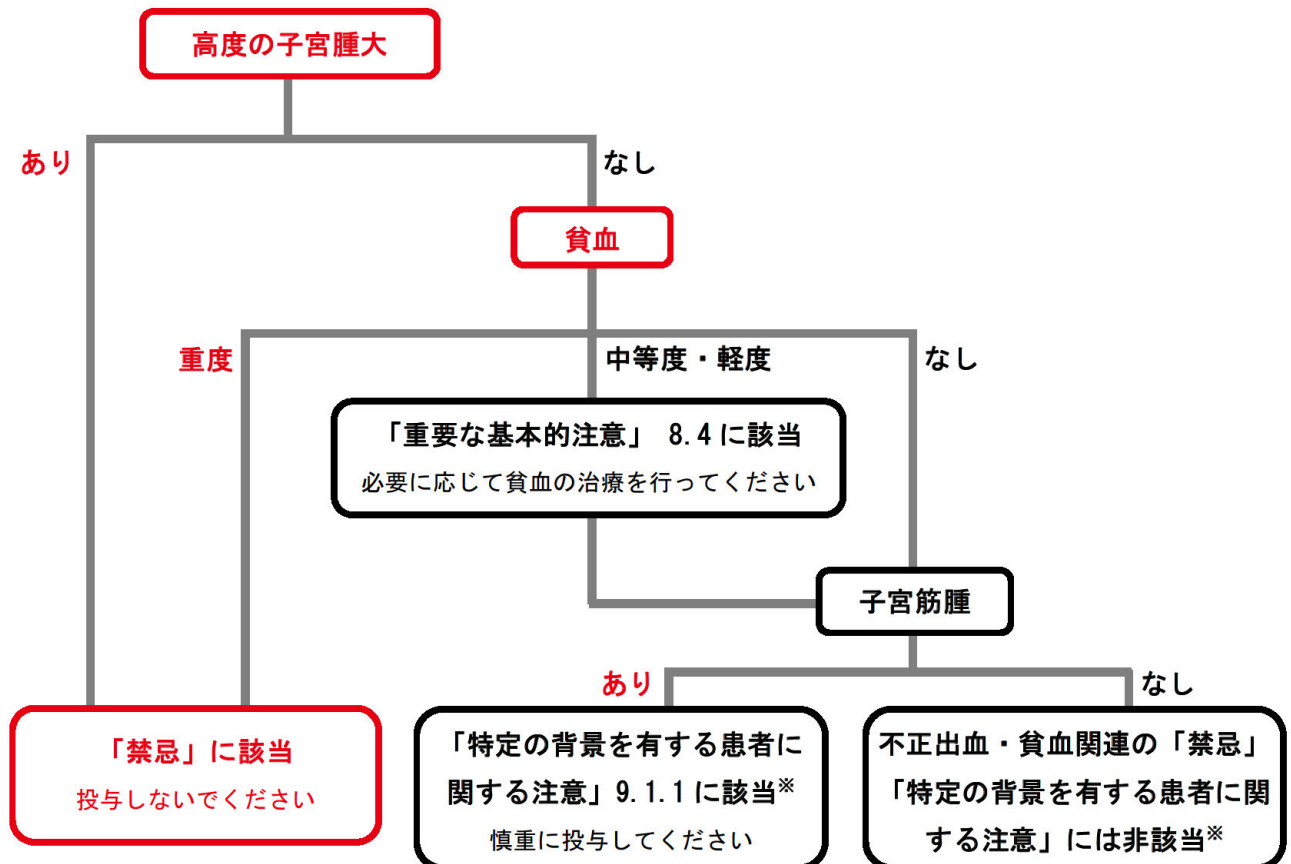 高度の子宮腫大
あり
なし
貧血
重度
中等度・軽度
なし
「重要な基本的注意」 8.4に該当
必要に応じて貧血の治療を行ってください
子宮筋腫
あり
なし
「禁忌」に該当
投与しないでください
「特定の背景を有する患者に
関する注意」9.1.1に該当※
慎重に投与してください
不正出血・貧血関連の「禁忌」
「特定の背景を有する患者に関
する注意」には非該当※